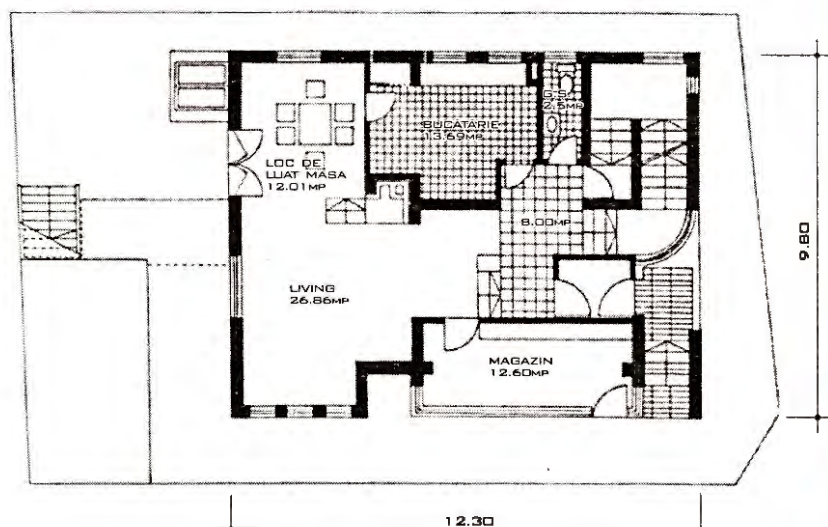 G.S.
2.5MP
BUCATARIE
13.69MP
LOC DE
LUAT MASA
12.01MP
8.00MP
9.80
LIVING
26.86MP
MAGAZIN
12.60MP
12.30